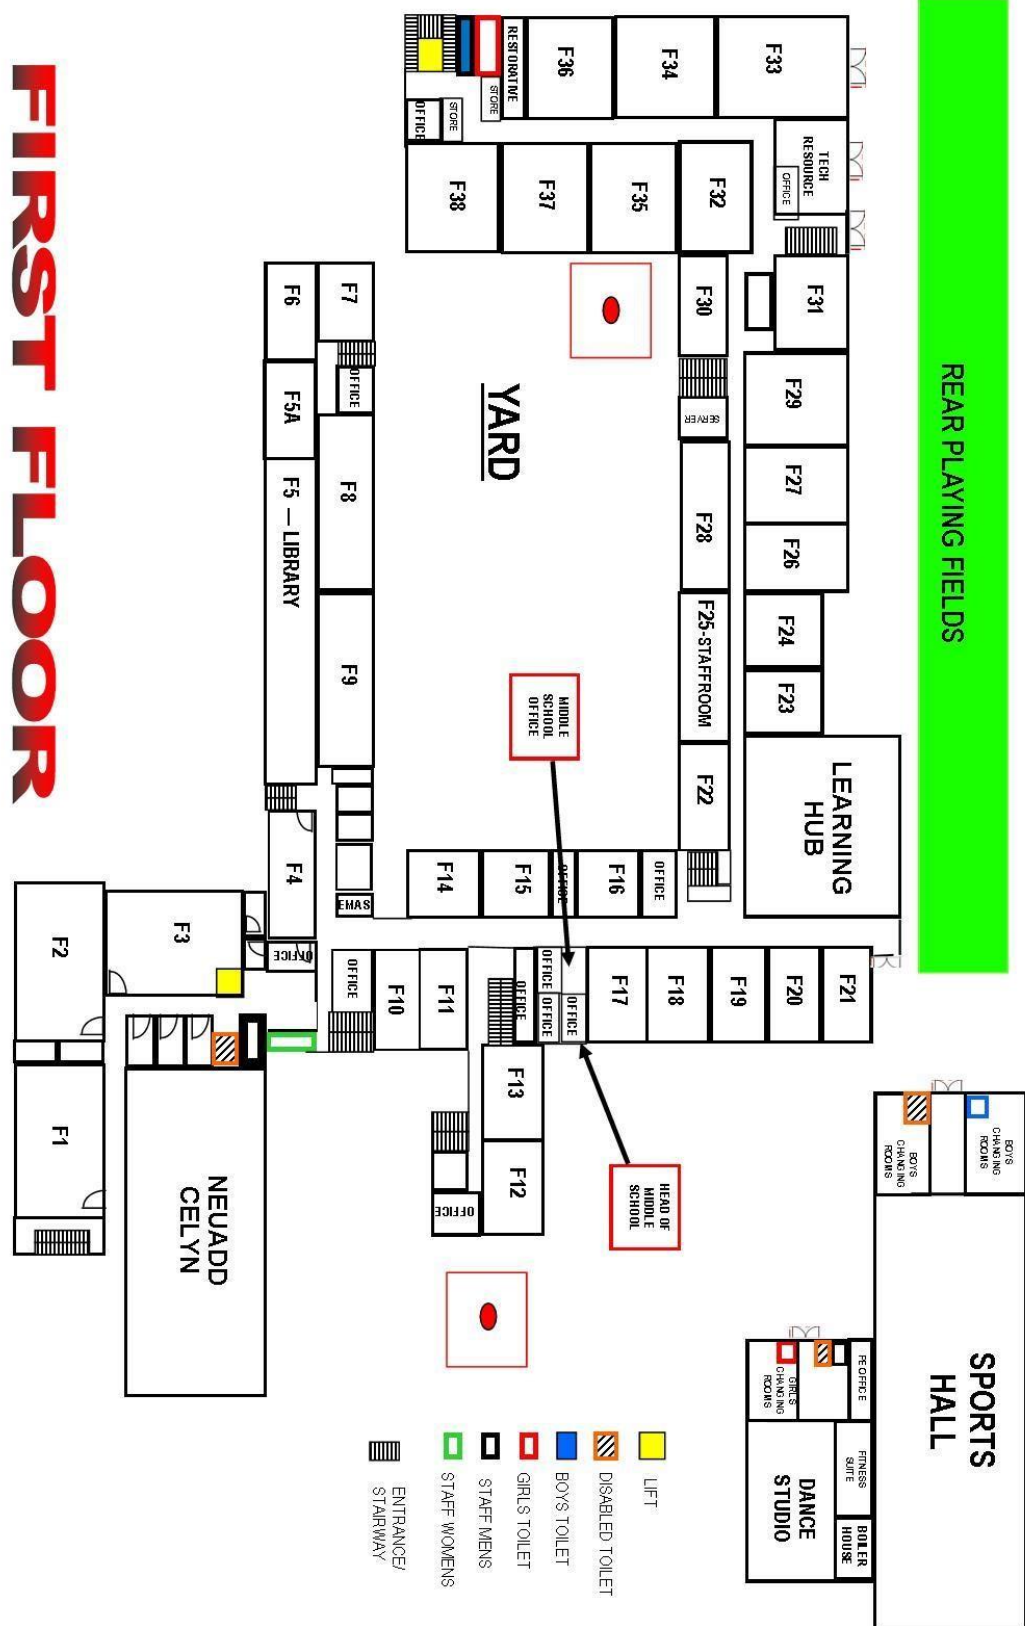 FIRST FLOOR
REAR PLAYING FIELDS
F33
F34
F36
RESTORATIVE
STORE
STORE
OFFICE
TECH
RESOURCE
OFFICE
F32
F35
F37
F38
F31
F30
SERVER
F29
F27
F26
F24
F23
F28
F25-STAFFROOM
F22
LEARNING
HUB
YARD
F7
F6
OFFICE
F5A
F8
F5 — LIBRARY
F9
MIDDLE
SCHOOL
OFFICE
OFFICE
F16
OFFICE
F15
F14
EMAS
F4
OFFICE
F3
F2
F1
F21
F20
F19
F18
F17
OFFICE
OFFICE
OFFICE
OFFICE
F11
F10
OFFICE
F13
F12
OFFICE
HEAD OF
MIDDLE
SCHOOL
NEUADD
CELYN
BOYS
CHANGING
ROOMS
BOYS
CHANGING
ROOMS
SPORTS
HALL
PE OFFICE
GIRLS
CHANGING
ROOMS
FITNESS
SUITE
DANCE
STUDIO
BOILER
HOUSE
LIFT
DISABLED TOILET
BOYS TOILET
GIRLS TOILET
STAFF MENS
STAFF WOMENS
ENTRANCE/
STAIRWAY